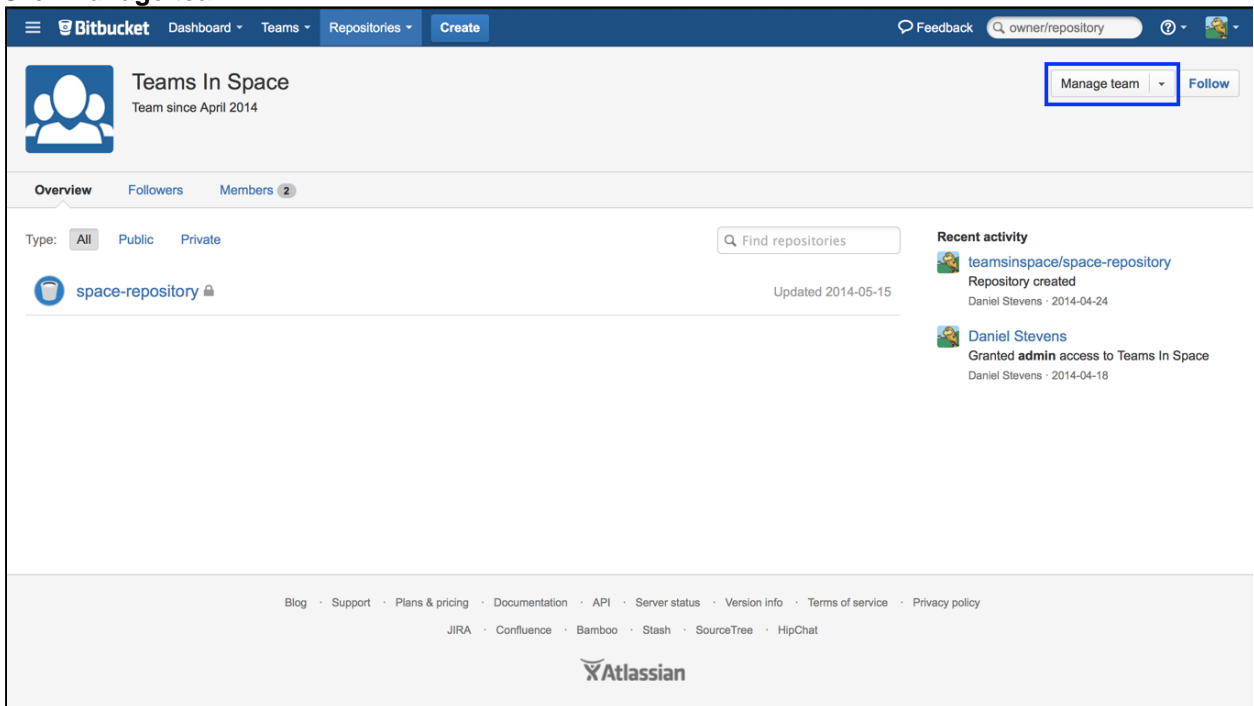 Bitbucket Dashboard Teams Repositories Create Feedback owner/repository
Teams In Space
Team since April 2014
Manage team Follow
Overview Followers Members 2
Type: All Public Private Find repositories
space-repository Updated 2014-05-15
Recent activity
teamsinspace/space-repository
Repository created
Daniel Stevens · 2014-04-24
Daniel Stevens
Granted admin access to Teams In Space
Daniel Stevens · 2014-04-18
Blog · Support · Plans & pricing · Documentation · API · Server status · Version info · Terms of service · Privacy policy
JIRA · Confluence · Bamboo · Stash · SourceTree · HipChat
Atlassian